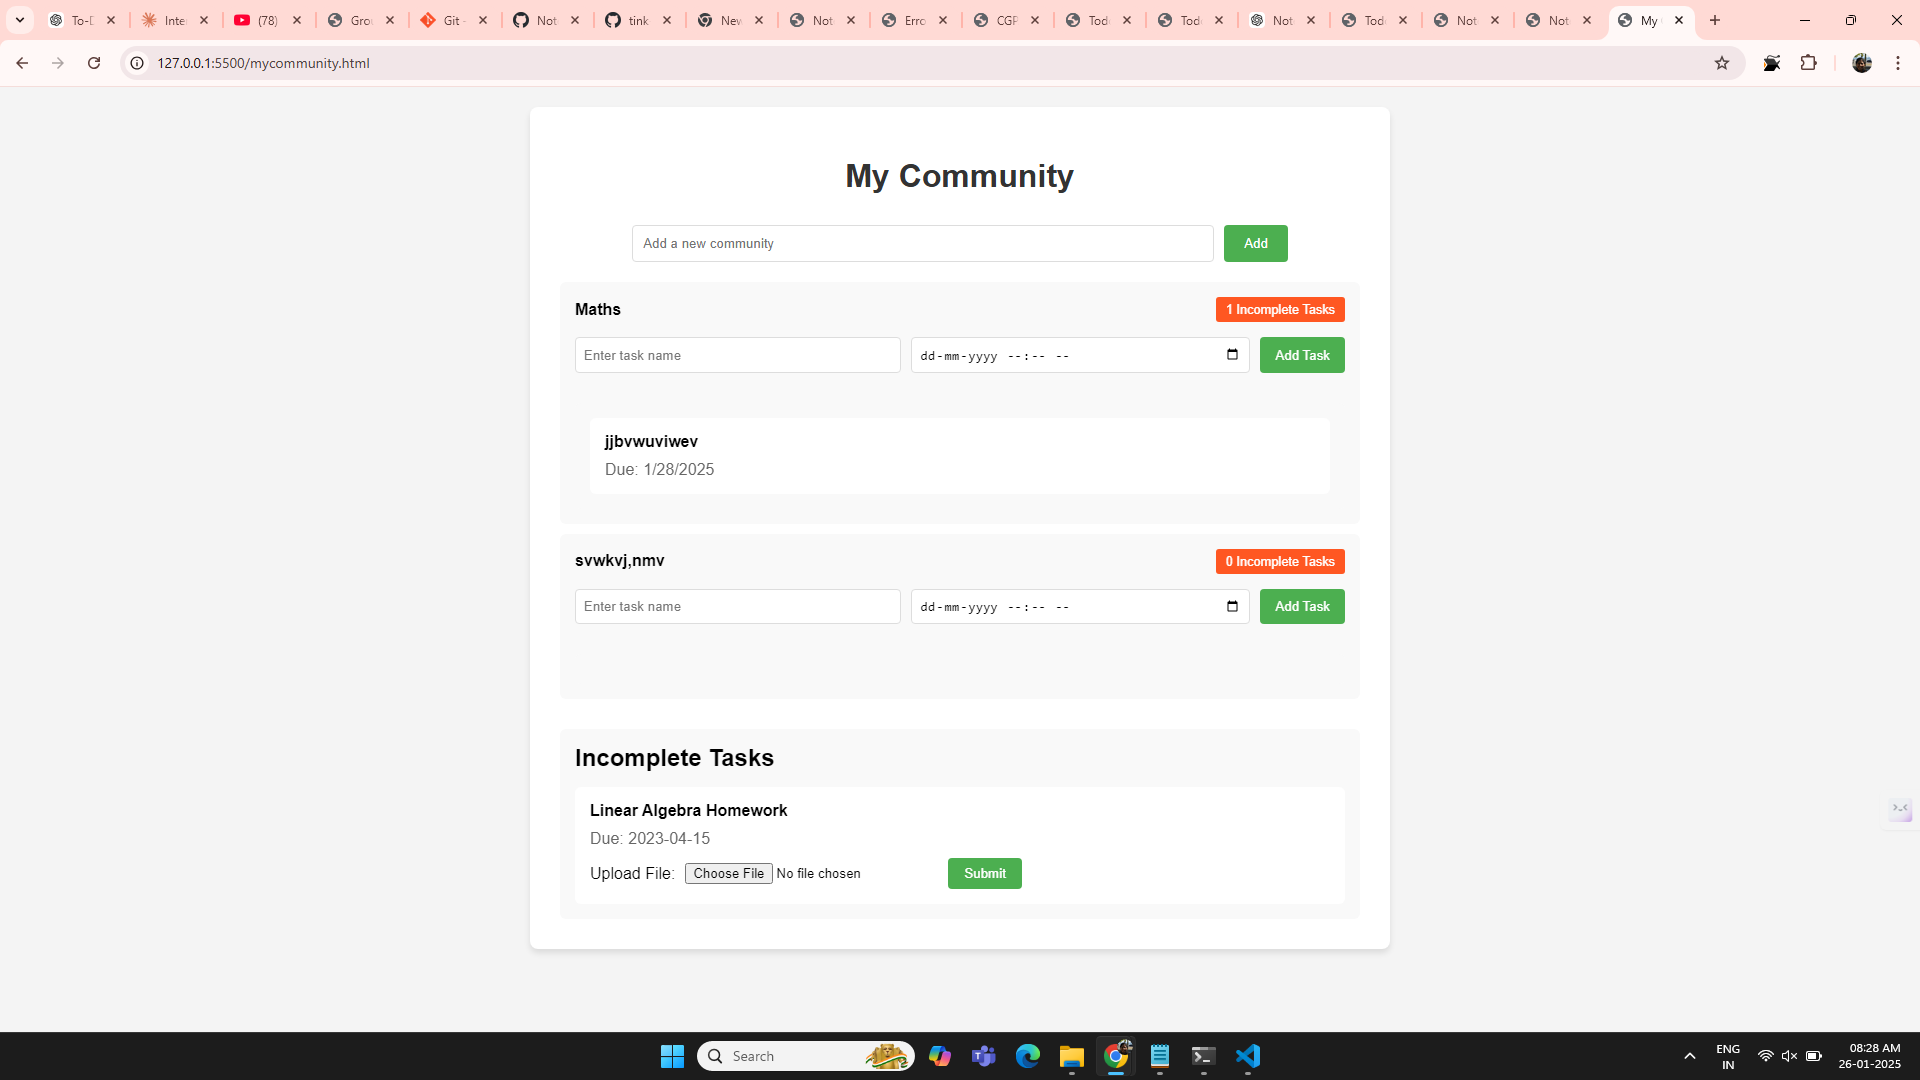 To-D
Inte
(78)
Grou
Git -
Not
tink
New
Not
Erro
CGP
Tod
Tod
Not
Tod
Not
Not
My
127.0.0.1:5500/mycommunity.html
My Community
Add a new community
Add
Maths
1 Incomplete Tasks
Enter task name
dd-mm-yyyy --:-- --
Add Task
jjbvwuviwev
Due: 1/28/2025
svwkvj,nmv
0 Incomplete Tasks
Enter task name
dd-mm-yyyy --:-- --
Add Task
Incomplete Tasks
Linear Algebra Homework
Due: 2023-04-15
Upload File: Choose File No file chosen
Submit
Search
ENG
IN
08:28 AM
26-01-2025